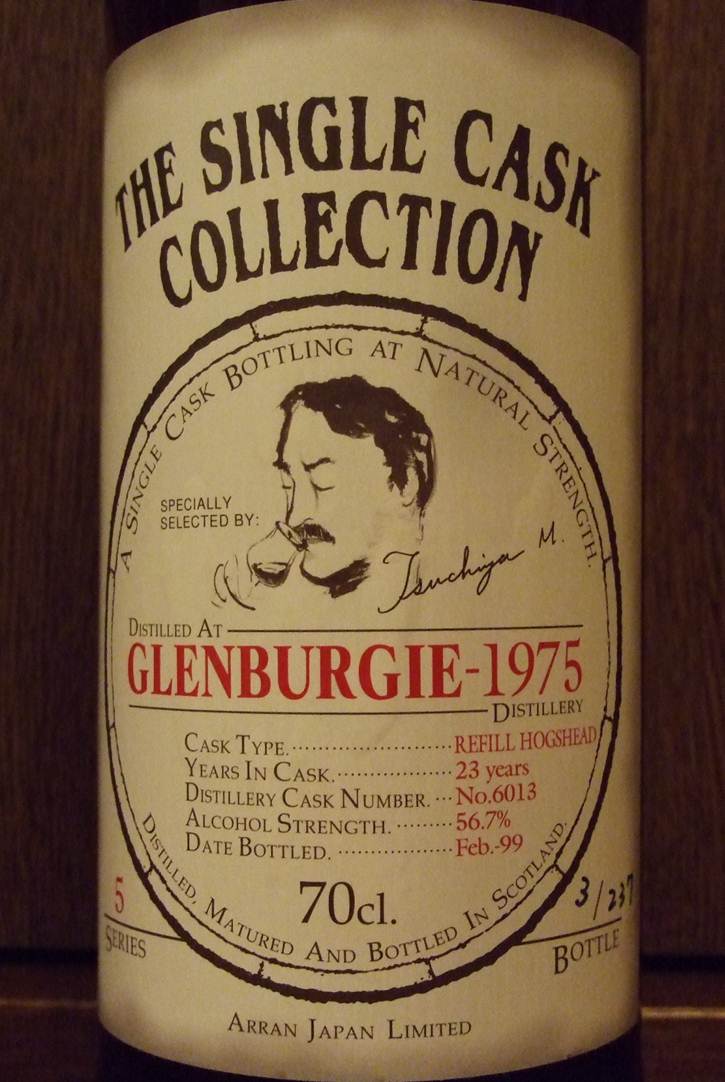 THE SINGLE CASK
COLLECTION
A SINGLE CASK BOTTLING AT NATURAL STRENGTH.
SPECIALLY
SELECTED BY:
Tsuchiya M.
DISTILLED AT
GLENBURGIE-1975
DISTILLERY
CASK TYPE. REFILL HOGSHEAD
YEARS IN CASK. 23 years
DISTILLERY CASK NUMBER. No.6013
ALCOHOL STRENGTH. 56.7%
DATE BOTTLED. Feb.-99
70cl.
DISTILLED, MATURED AND BOTTLED IN SCOTLAND.
5
SERIES
3/237
BOTTLE
ARRAN JAPAN LIMITED